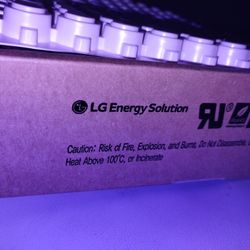 LG Energy Solution
Caution: Risk of Fire, Explosion, and Burns. Do Not Disassemble,
Heat Above 100°C, or Incinerate